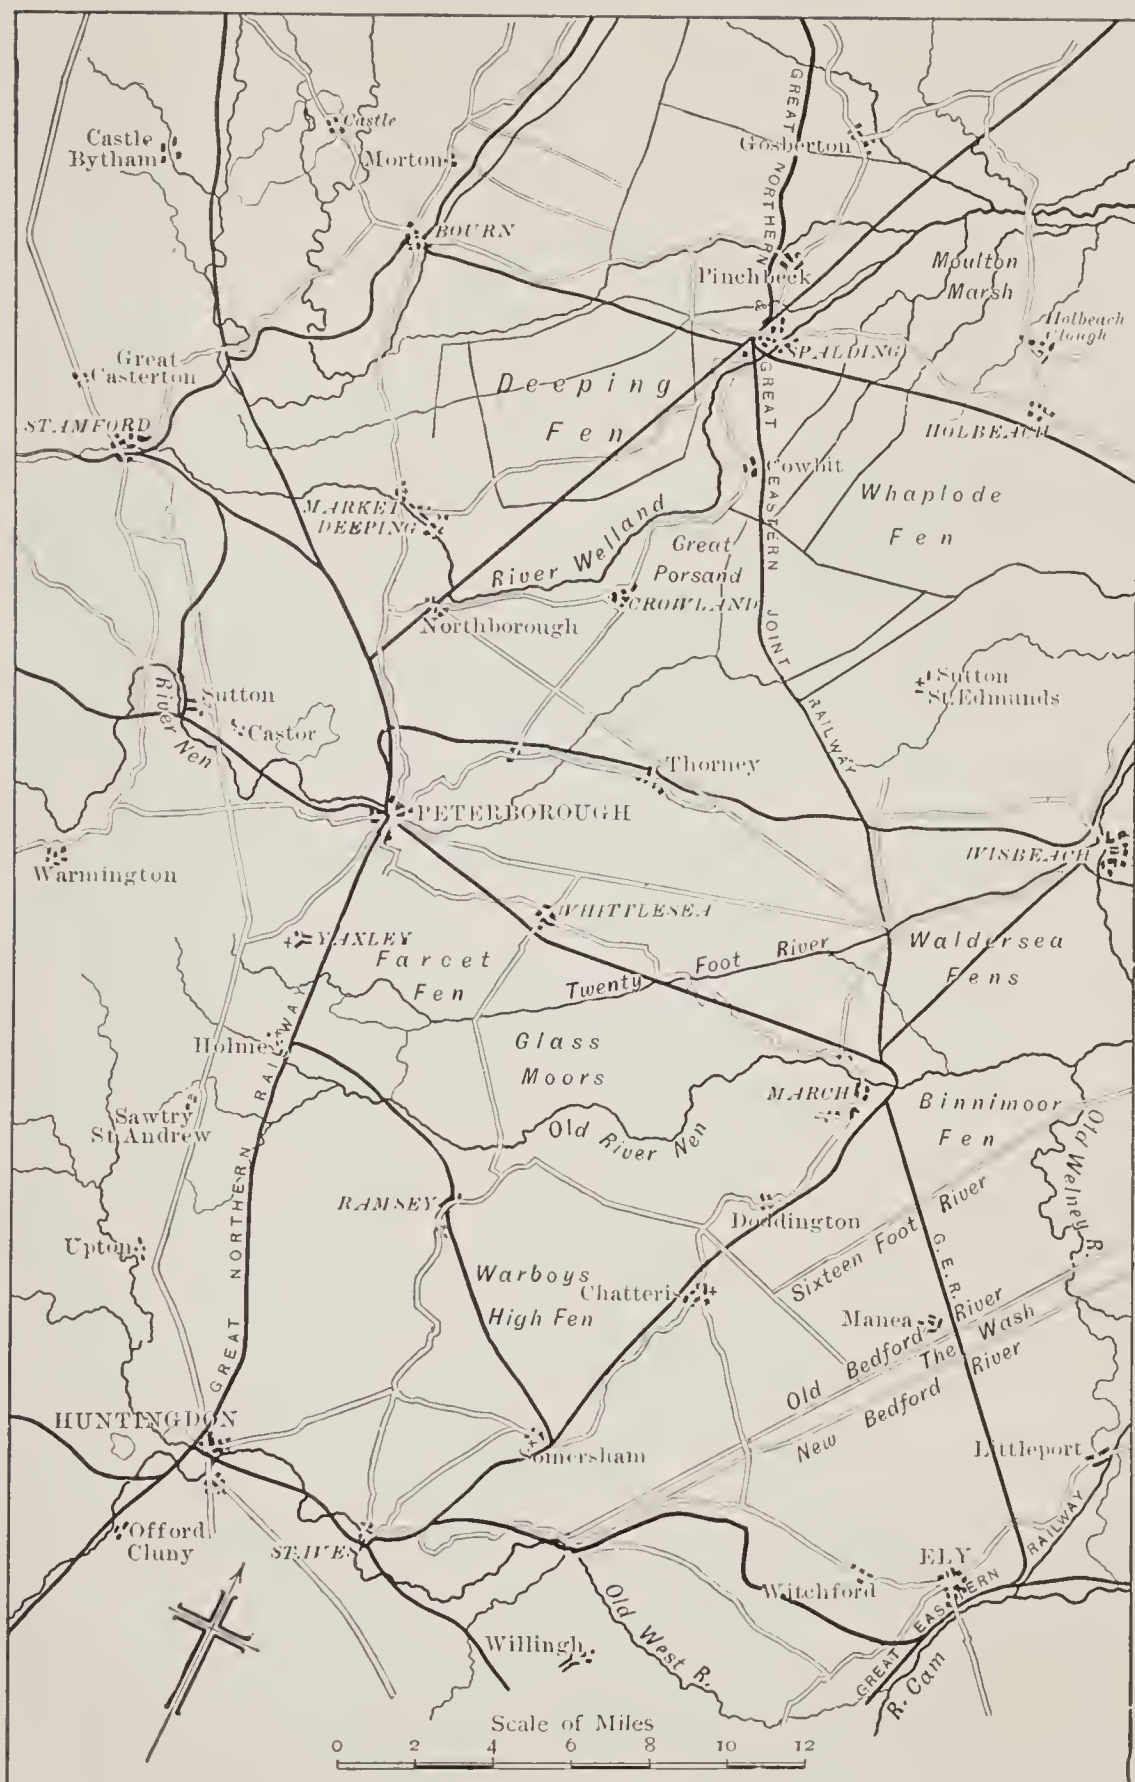 GREAT NORTHERN & GREAT EASTERN JOINT RAILWAY
Castle
Bytham
Castle
Morton
Gosberton
BOURN
Pinchbeck
Moulton
Marsh
Holbeach
Clough
Great
Casterton
SPALDING
STAMFORD
Deeping
Fen
HOLBEACH
Cowbit
Whaplode
Fen
MARKET
DEEPING
River Welland
Great
Porsand
CROWLAND
Northborough
Sutton
St. Edmunds
River Nen
Sutton
Castor
Thorney
PETERBOROUGH
WISBEACH
Warmington
WHITTLESEA
YAXLEY
Farcet
Fen
Twenty Foot River
Waldersea
Fens
Holme
Glass
Moors
MARCH
Binnimoor
Fen
Sawtry
St. Andrew
Old River Nen
Old Welney R.
RAMSEY
Doddington
Sixteen Foot River
G. E. R.
Upton
Warboys
High Fen
Chatteris
Manea
Old Bedford River
The Wash
New Bedford River
GREAT NORTHERN RAILWAY
HUNTINGDON
Somersham
Littleport
Offord
Cluny
ST. IVES
ELY
Witchford
GREAT EASTERN RAILWAY
Willingh
Old West R.
R. Cam
Scale of Miles
0 2 4 6 8 10 12